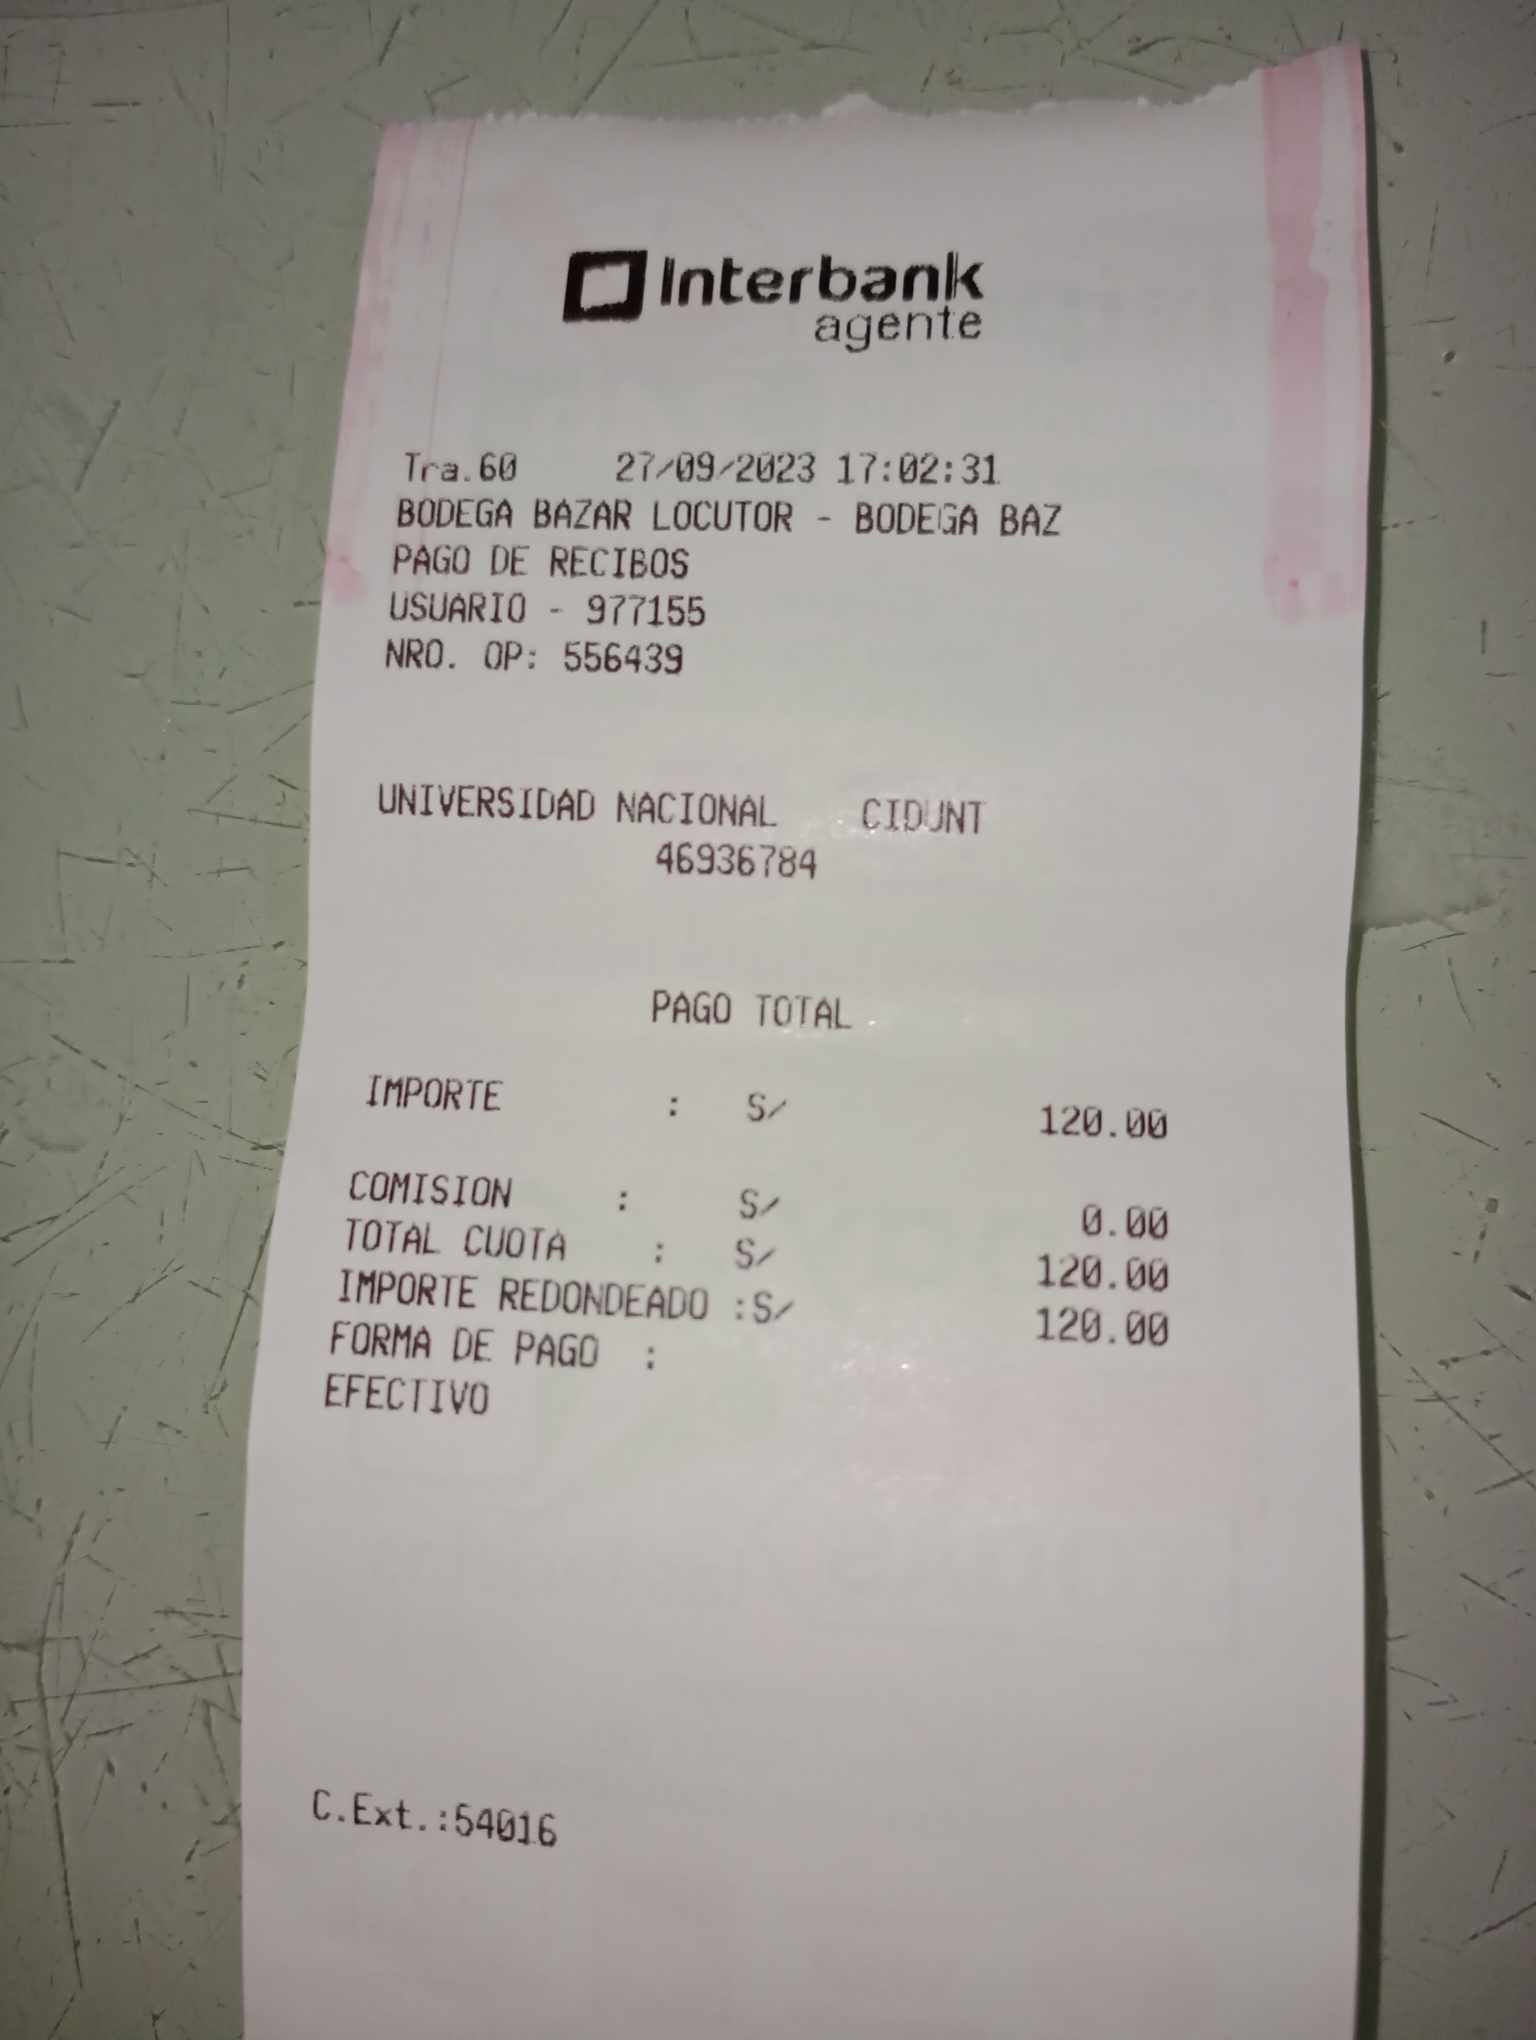 Interbank
agente
Tra.60 27/09/2023 17:02:31
BODEGA BAZAR LOCUTOR - BODEGA BAZ
PAGO DE RECIBOS
USUARIO - 977155
NRO. OP: 556439
UNIVERSIDAD NACIONAL CIDUNT
46936784
PAGO TOTAL
IMPORTE : S/ 120.00
COMISION : S/ 0.00
TOTAL CUOTA : S/ 120.00
IMPORTE REDONDEADO :S/ 120.00
FORMA DE PAGO :
EFECTIVO
C.Ext.:54016